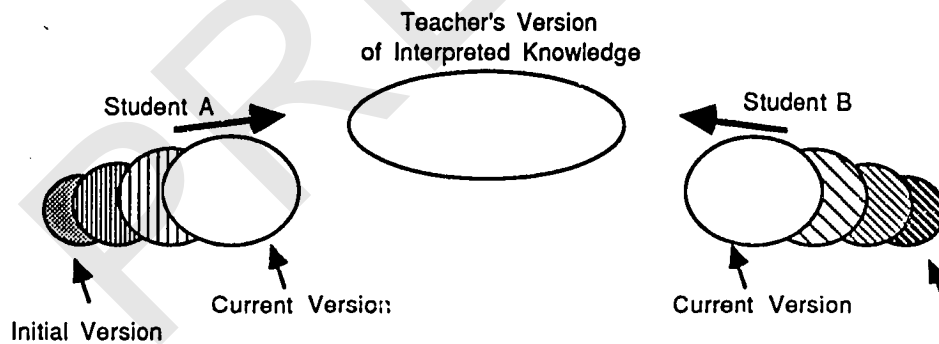 Teacher's Version
of Interpreted Knowledge
Student A
Student B
Current Version
Current Version
Initial Version